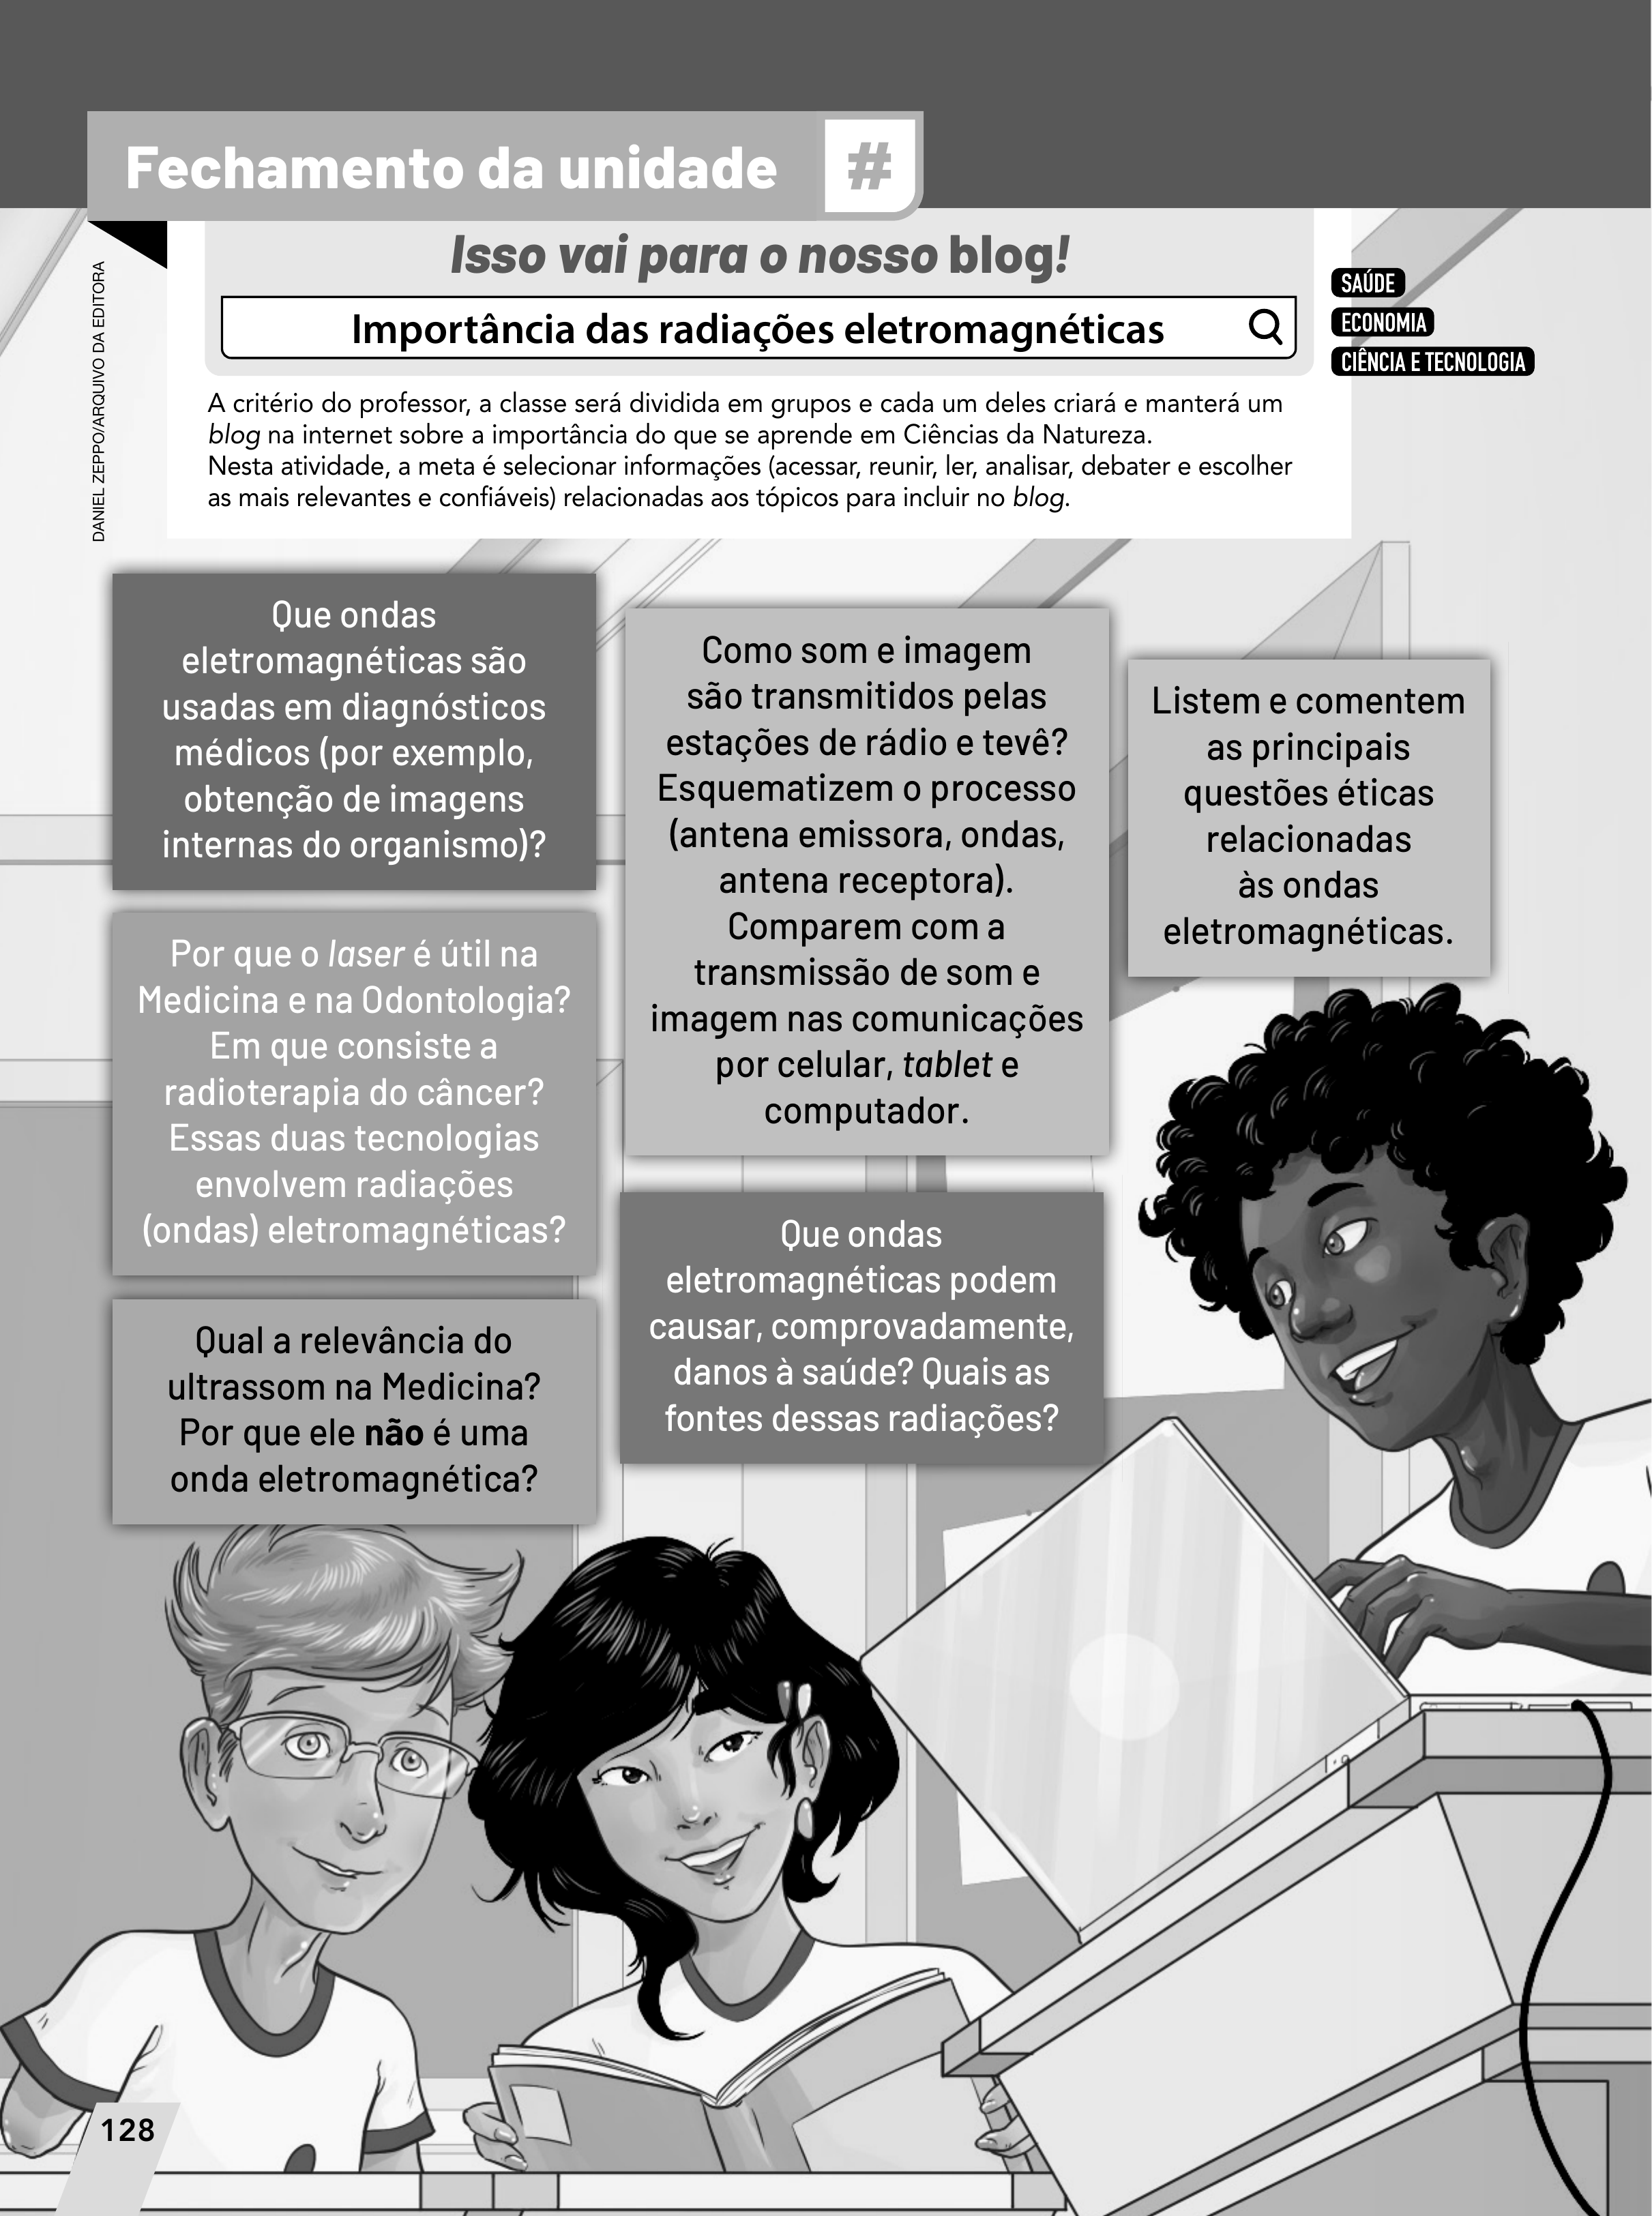 Fechamento da unidade #
Isso vai para o nosso blog!
Importância das radiações eletromagnéticas
SAÚDE
ECONOMIA
CIÊNCIA E TECNOLOGIA
DANIEL ZEPPO/ARQUIVO DA EDITORA
A critério do professor, a classe será dividida em grupos e cada um deles criará e manterá um
blog na internet sobre a importância do que se aprende em Ciências da Natureza.
Nesta atividade, a meta é selecionar informações (acessar, reunir, ler, analisar, debater e escolher
as mais relevantes e confiáveis) relacionadas aos tópicos para incluir no blog.
Que ondas
eletromagnéticas são
usadas em diagnósticos
médicos (por exemplo,
obtenção de imagens
internas do organismo)?
Por que o laser é útil na
Medicina e na Odontologia?
Em que consiste a
radioterapia do câncer?
Essas duas tecnologias
envolvem radiações
(ondas) eletromagnéticas?
Qual a relevância do
ultrassom na Medicina?
Por que ele não é uma
onda eletromagnética?
Como som e imagem
são transmitidos pelas
estações de rádio e tevê?
Esquematizem o processo
(antena emissora, ondas,
antena receptora).
Comparem com a
transmissão de som e
imagem nas comunicações
por celular, tablet e
computador.
Que ondas
eletromagnéticas podem
causar, comprovadamente,
danos à saúde? Quais as
fontes dessas radiações?
Listem e comentem
as principais
questões éticas
relacionadas
às ondas
eletromagnéticas.
128